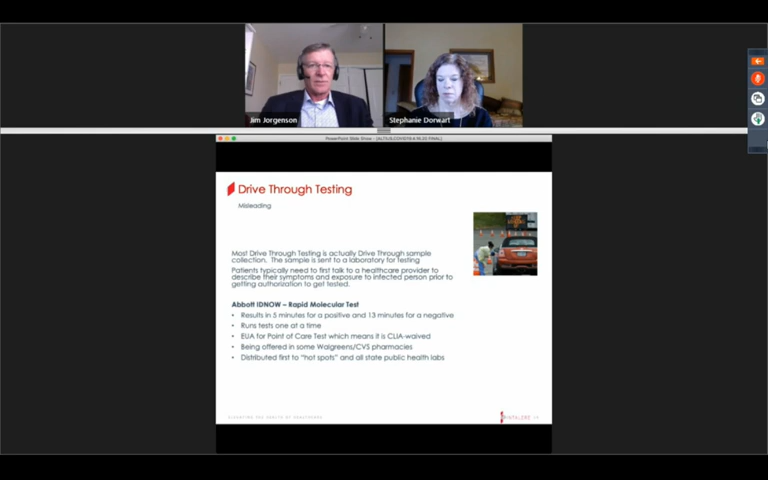 Jim Jorgenson
Stephanie Dorwart
Drive Through Testing
Misleading
Most Drive Through Testing is actually Drive Through sample
collection. The sample is sent to a laboratory for testing
Patients typically need to first talk to a healthcare provider to
describe their symptoms and exposure to infected person prior to
getting authorization to get tested.
Abbott IDNOW – Rapid Molecular Test
• Results in 5 minutes for a positive and 13 minutes for a negative
• Runs tests one at a time
• EUA for Point of Care Test which means it is CLIA-waived
• Being offered in some Walgreens/CVS pharmacies
• Distributed first to "hot spots" and all state public health labs